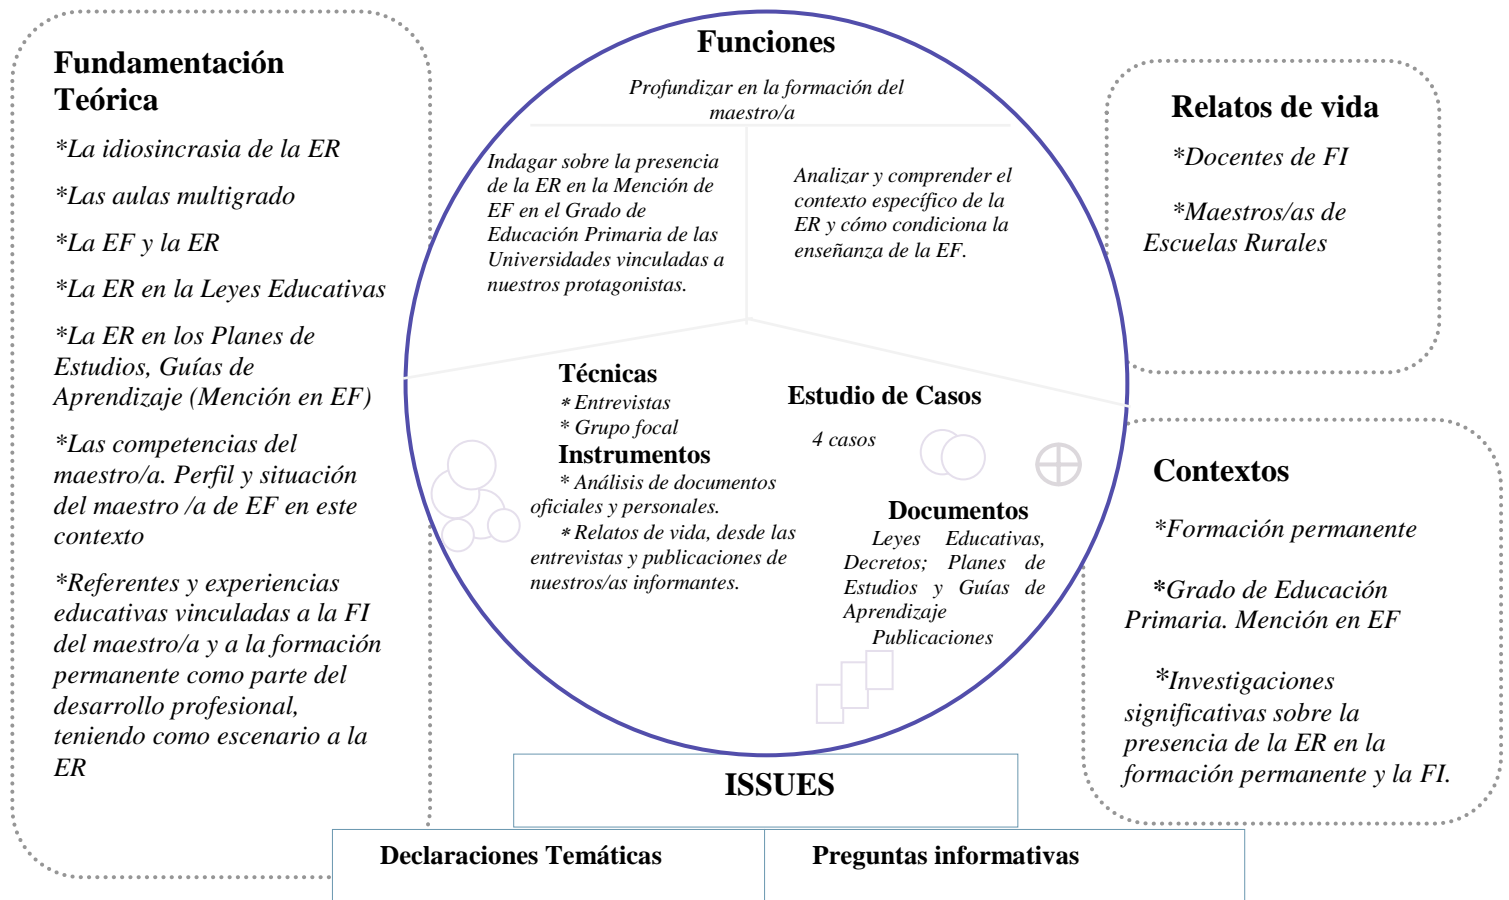 Fundamentación
Teórica
*La idiosincrasia de la ER
*Las aulas multigrado
*La EF y la ER
*La ER en la Leyes Educativas
*La ER en los Planes de
Estudios, Guías de
Aprendizaje (Mención en EF)
*Las competencias del
maestro/a. Perfil y situación
del maestro /a de EF en este
contexto
*Referentes y experiencias
educativas vinculadas a la FI
del maestro/a y a la formación
permanente como parte del
desarrollo profesional,
teniendo como escenario a la
ER
Funciones
Profundizar en la formación del
maestro/a
Indagar sobre la presencia
de la ER en la Mención de
EF en el Grado de
Educación Primaria de las
Universidades vinculadas a
nuestros protagonistas.
Analizar y comprender el
contexto específico de la
ER y cómo condiciona la
enseñanza de la EF.
Técnicas
* Entrevistas
* Grupo focal
Instrumentos
* Análisis de documentos
oficiales y personales.
* Relatos de vida, desde las
entrevistas y publicaciones de
nuestros/as informantes.
Estudio de Casos
4 casos
Documentos
Leyes Educativas,
Decretos; Planes de
Estudios y Guías de
Aprendizaje
Publicaciones
Relatos de vida
*Docentes de FI
*Maestros/as de
Escuelas Rurales
Contextos
*Formación permanente
*Grado de Educación
Primaria. Mención en EF
*Investigaciones
significativas sobre la
presencia de la ER en la
formación permanente y la FI.
ISSUES
Declaraciones Temáticas
Preguntas informativas